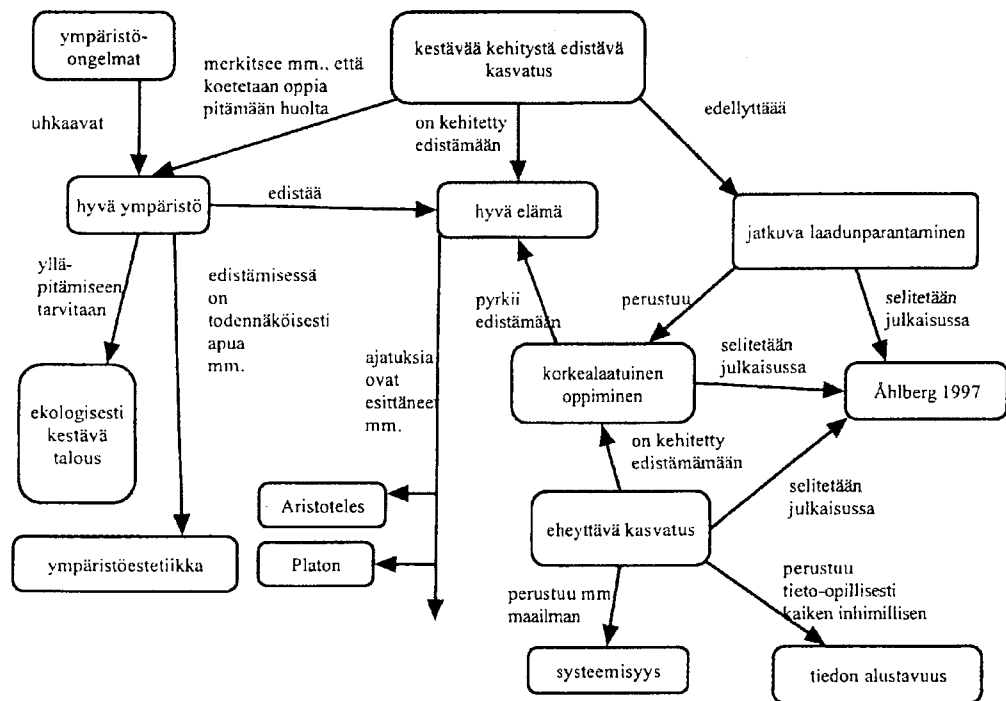 ympäristö-
ongelmat
kestävää kehitystä edistävä
kasvatus
merkitsee mm., että
koetetaan oppia
pitämään huolta
uhkaavat
on kehitetty
edistämään
edellyttäää
hyvä ympäristö
edistää
hyvä elämä
jatkuva laadunparantaminen
yllä-
pitämiseen
tarvitaan
edistämisessä
on
todennäköisesti
apua
mm.
pyrkii
edistämään
perustuu
selitetään
julkaisussa
ajatuksia
ovat
esittäneet
mm.
korkealaatuinen
oppiminen
selitetään
julkaisussa
Åhlberg 1997
ekologisesti
kestävä
talous
on kehitetty
edistämämään
selitetään
julkaisussa
Aristoteles
eheyttävä kasvatus
ympäristöestetiikka
Platon
perustuu mm
maailman
perustuu
tieto-opillisesti
kaiken inhimillisen
systeemisyys
tiedon alustavuus